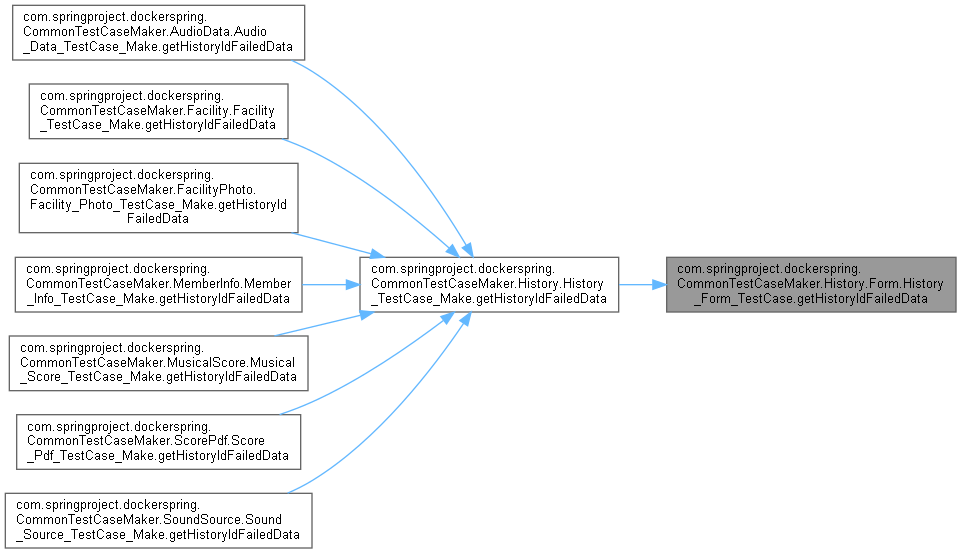 com.springproject.dockerspring.
CommonTestCaseMaker.AudioData.Audio
_Data_TestCase_Make.getHistoryIdFailedData
com.springproject.dockerspring.
CommonTestCaseMaker.Facility.Facility
_TestCase_Make.getHistoryIdFailedData
com.springproject.dockerspring.
CommonTestCaseMaker.FacilityPhoto.
Facility_Photo_TestCase_Make.getHistoryId
FailedData
com.springproject.dockerspring.
CommonTestCaseMaker.MemberInfo.Member
_Info_TestCase_Make.getHistoryIdFailedData
com.springproject.dockerspring.
CommonTestCaseMaker.MusicalScore.Musical
_Score_TestCase_Make.getHistoryIdFailedData
com.springproject.dockerspring.
CommonTestCaseMaker.ScorePdf.Score
_Pdf_TestCase_Make.getHistoryIdFailedData
com.springproject.dockerspring.
CommonTestCaseMaker.SoundSource.Sound
_Source_TestCase_Make.getHistoryIdFailedData
com.springproject.dockerspring.
CommonTestCaseMaker.History.History
_TestCase_Make.getHistoryIdFailedData
com.springproject.dockerspring.
CommonTestCaseMaker.History.Form.History
_Form_TestCase.getHistoryIdFailedData